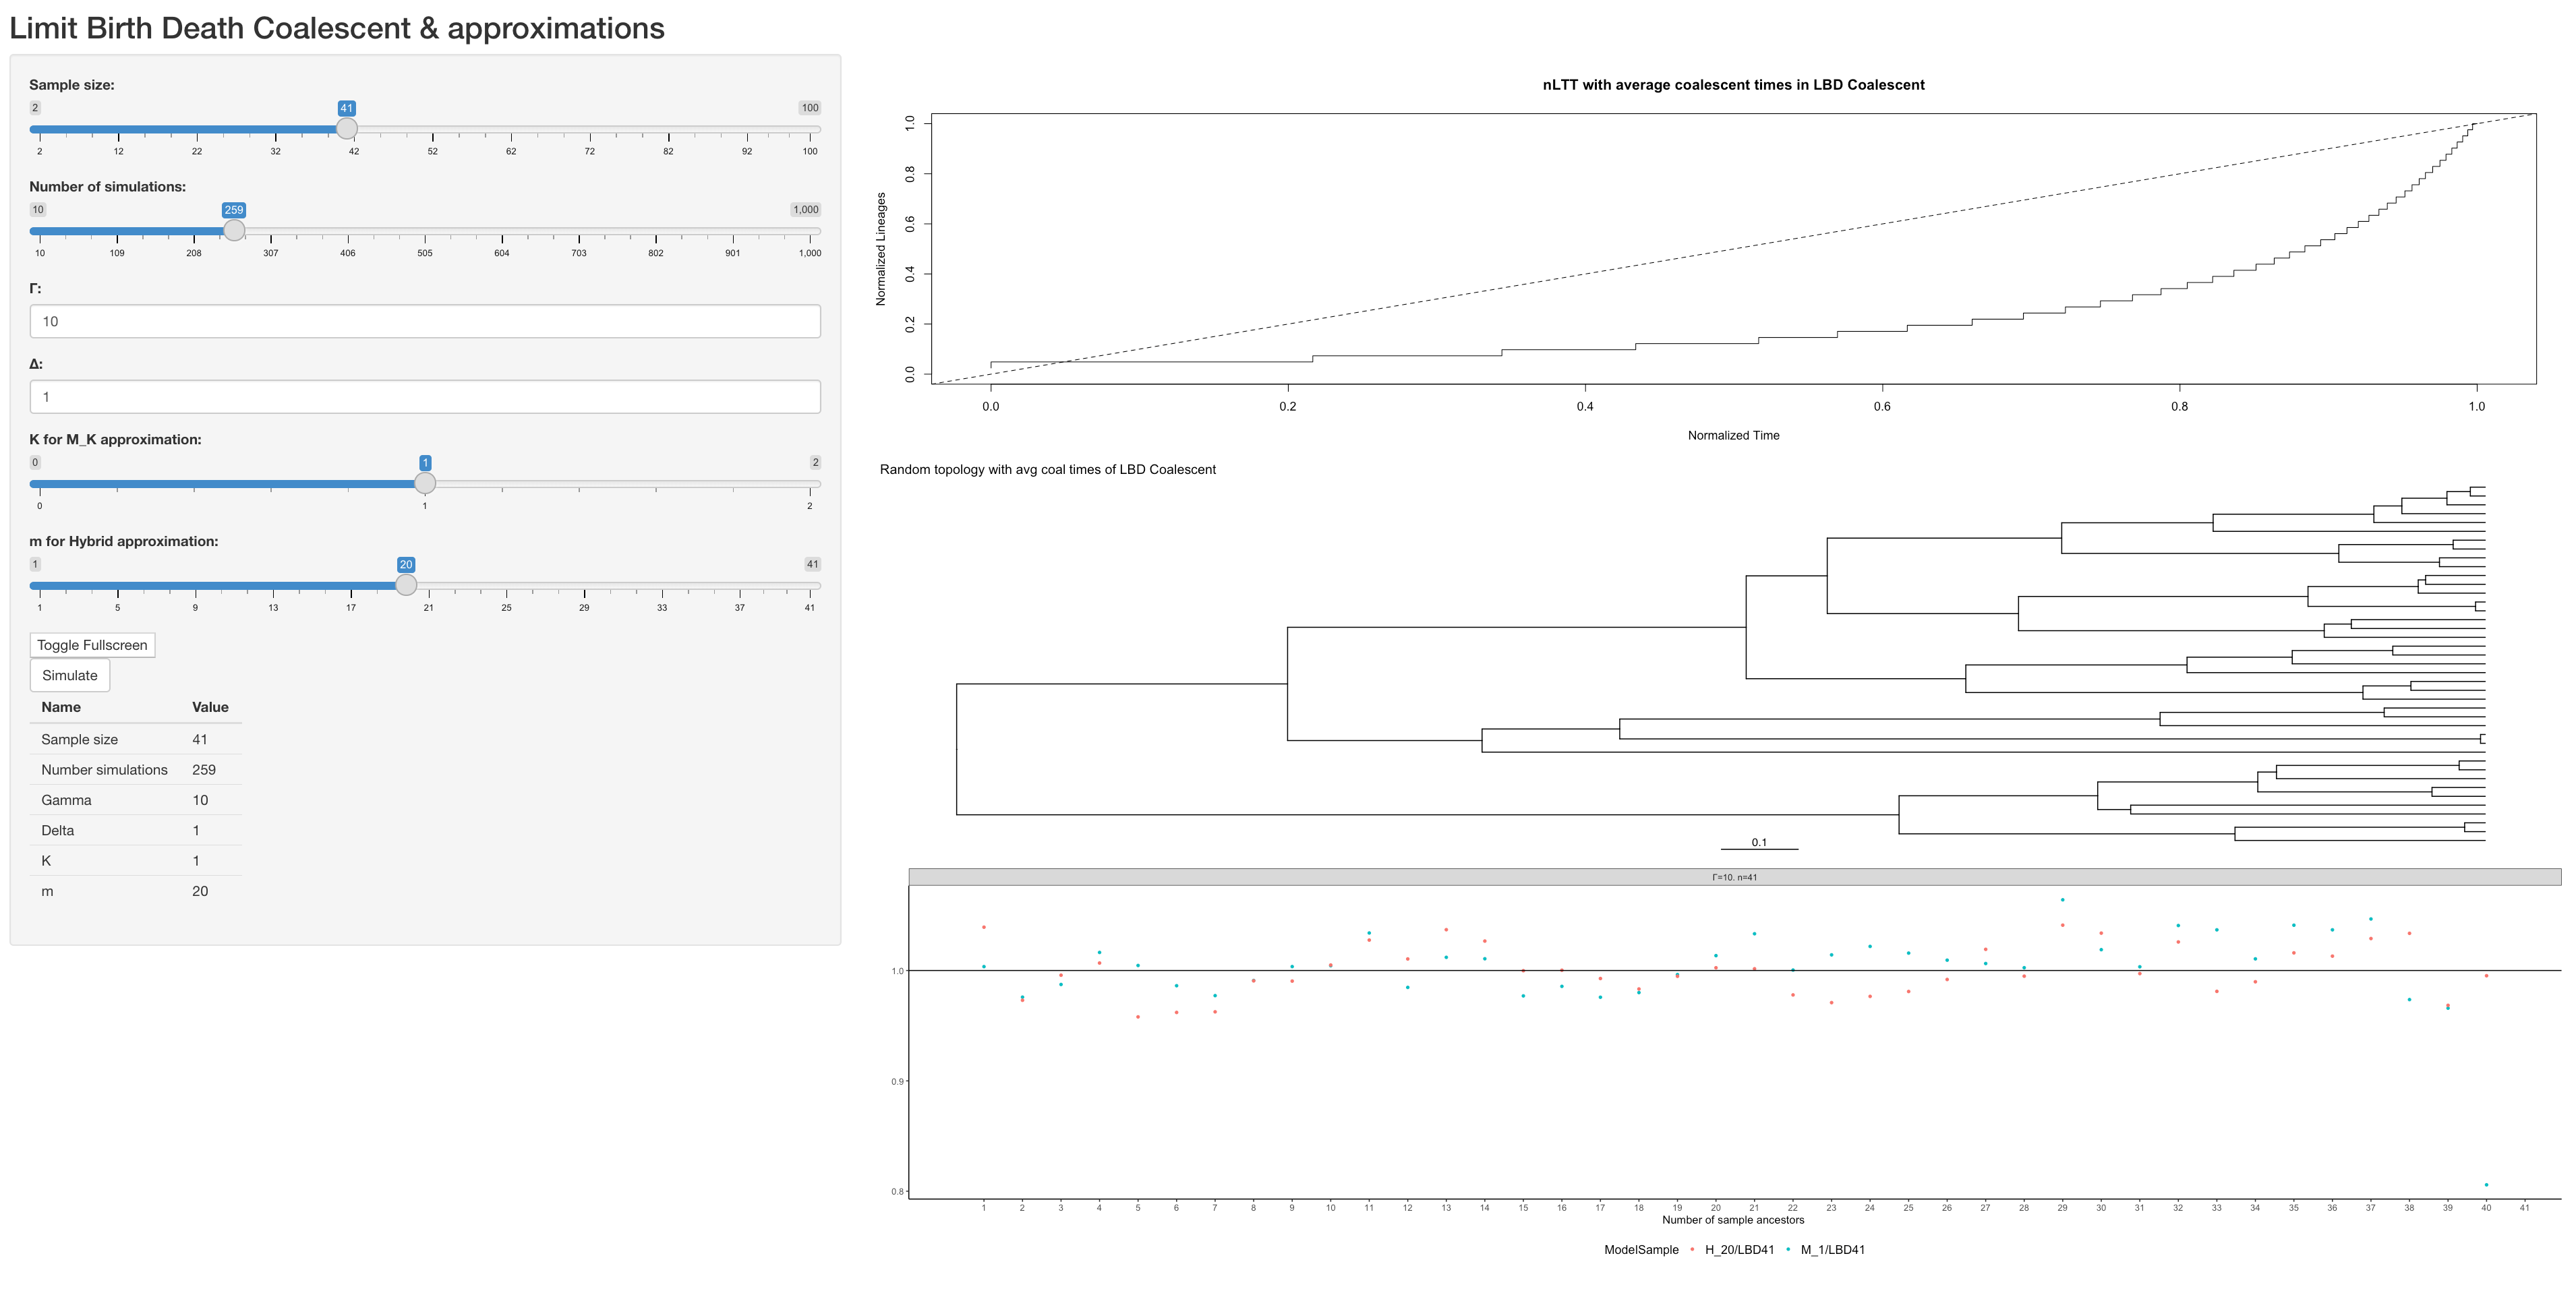 Limit Birth Death Coalescent & approximations
Sample size:
2 41 100
2 12 22 32 42 52 62 72 82 92 100
Number of simulations:
10 259 1,000
10 109 208 307 406 505 604 703 802 901 1,000
Γ:
10
Δ:
1
K for M_K approximation:
0 1 2
0 1 2
m for Hybrid approximation:
1 20 41
1 5 9 13 17 21 25 29 33 37 41
Toggle Fullscreen
Simulate
Name Value
Sample size 41
Number simulations 259
Gamma 10
Delta 1
K 1
m 20
nLTT with average coalescent times in LBD Coalescent
Normalized Lineages
1.0
0.8
0.6
0.4
0.2
0.0
0.0 0.2 0.4 0.6 0.8 1.0
Normalized Time
Random topology with avg coal times of LBD Coalescent
0.1
Γ=10. n=41
1.0
0.9
0.8
1 2 3 4 5 6 7 8 9 10 11 12 13 14 15 16 17 18 19 20 21 22 23 24 25 26 27 28 29 30 31 32 33 34 35 36 37 38 39 40 41
Number of sample ancestors
ModelSample H_20/LBD41 M_1/LBD41